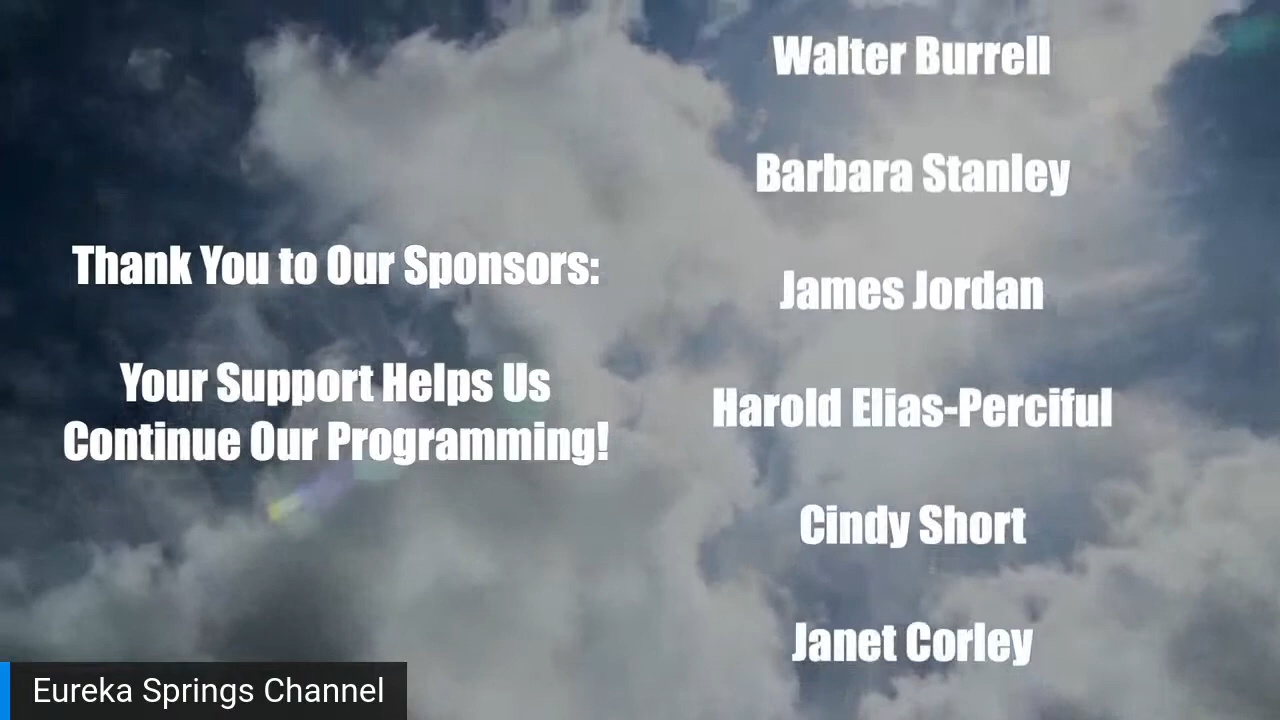 Thank You to Our Sponsors:
Your Support Helps Us
Continue Our Programming!
Walter Burrell
Barbara Stanley
James Jordan
Harold Elias-Perciful
Cindy Short
Janet Corley
Eureka Springs Channel